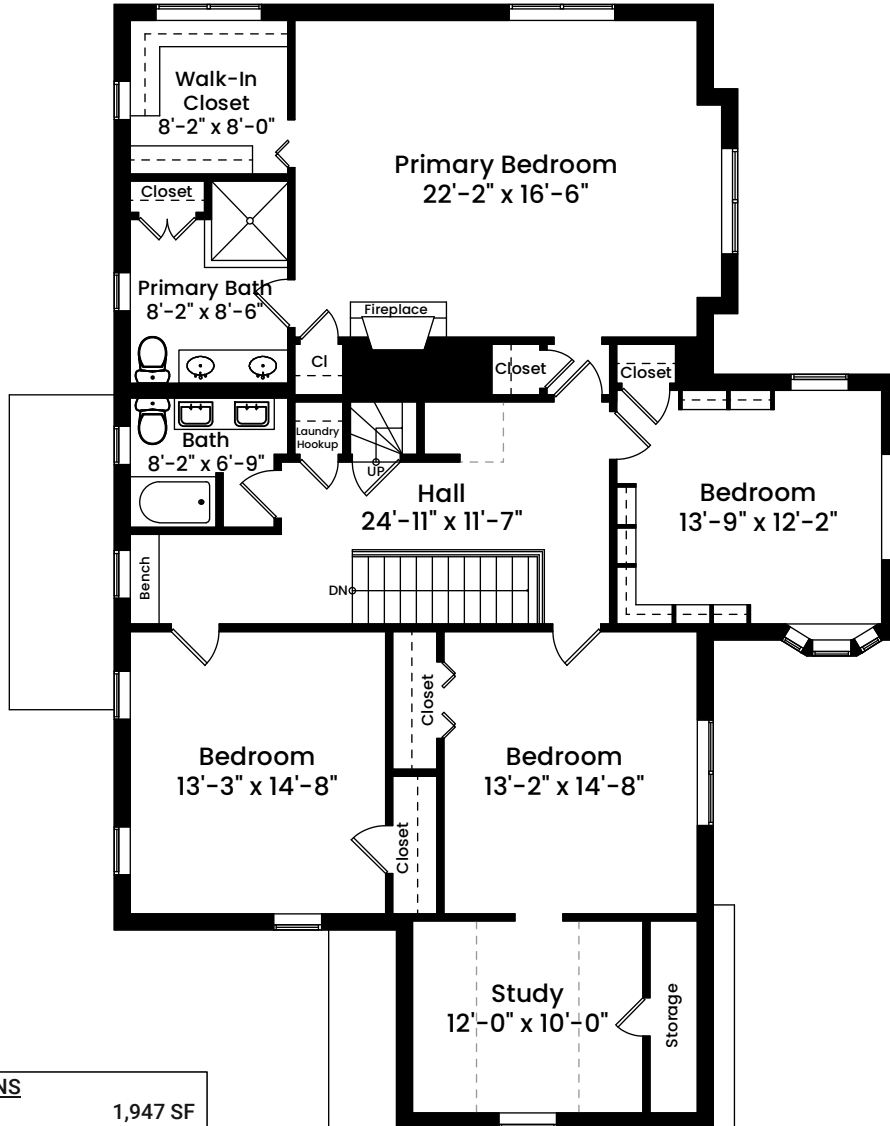 Walk-In
Closet
8'-2" x 8'-0"
Primary Bedroom
22'-2" x 16'-6"
Closet
Primary Bath
8'-2" x 8'-6"
Fireplace
Cl
Closet
Closet
Laundry
Hookup
Bath
8'-2" x 6'-9"
UP
Hall
24'-11" x 11'-7"
Bedroom
13'-9" x 12'-2"
Bench
DN
Closet
Bedroom
13'-3" x 14'-8"
Bedroom
13'-2" x 14'-8"
Closet
Study
12'-0" x 10'-0"
Storage
NS
1,947 SF